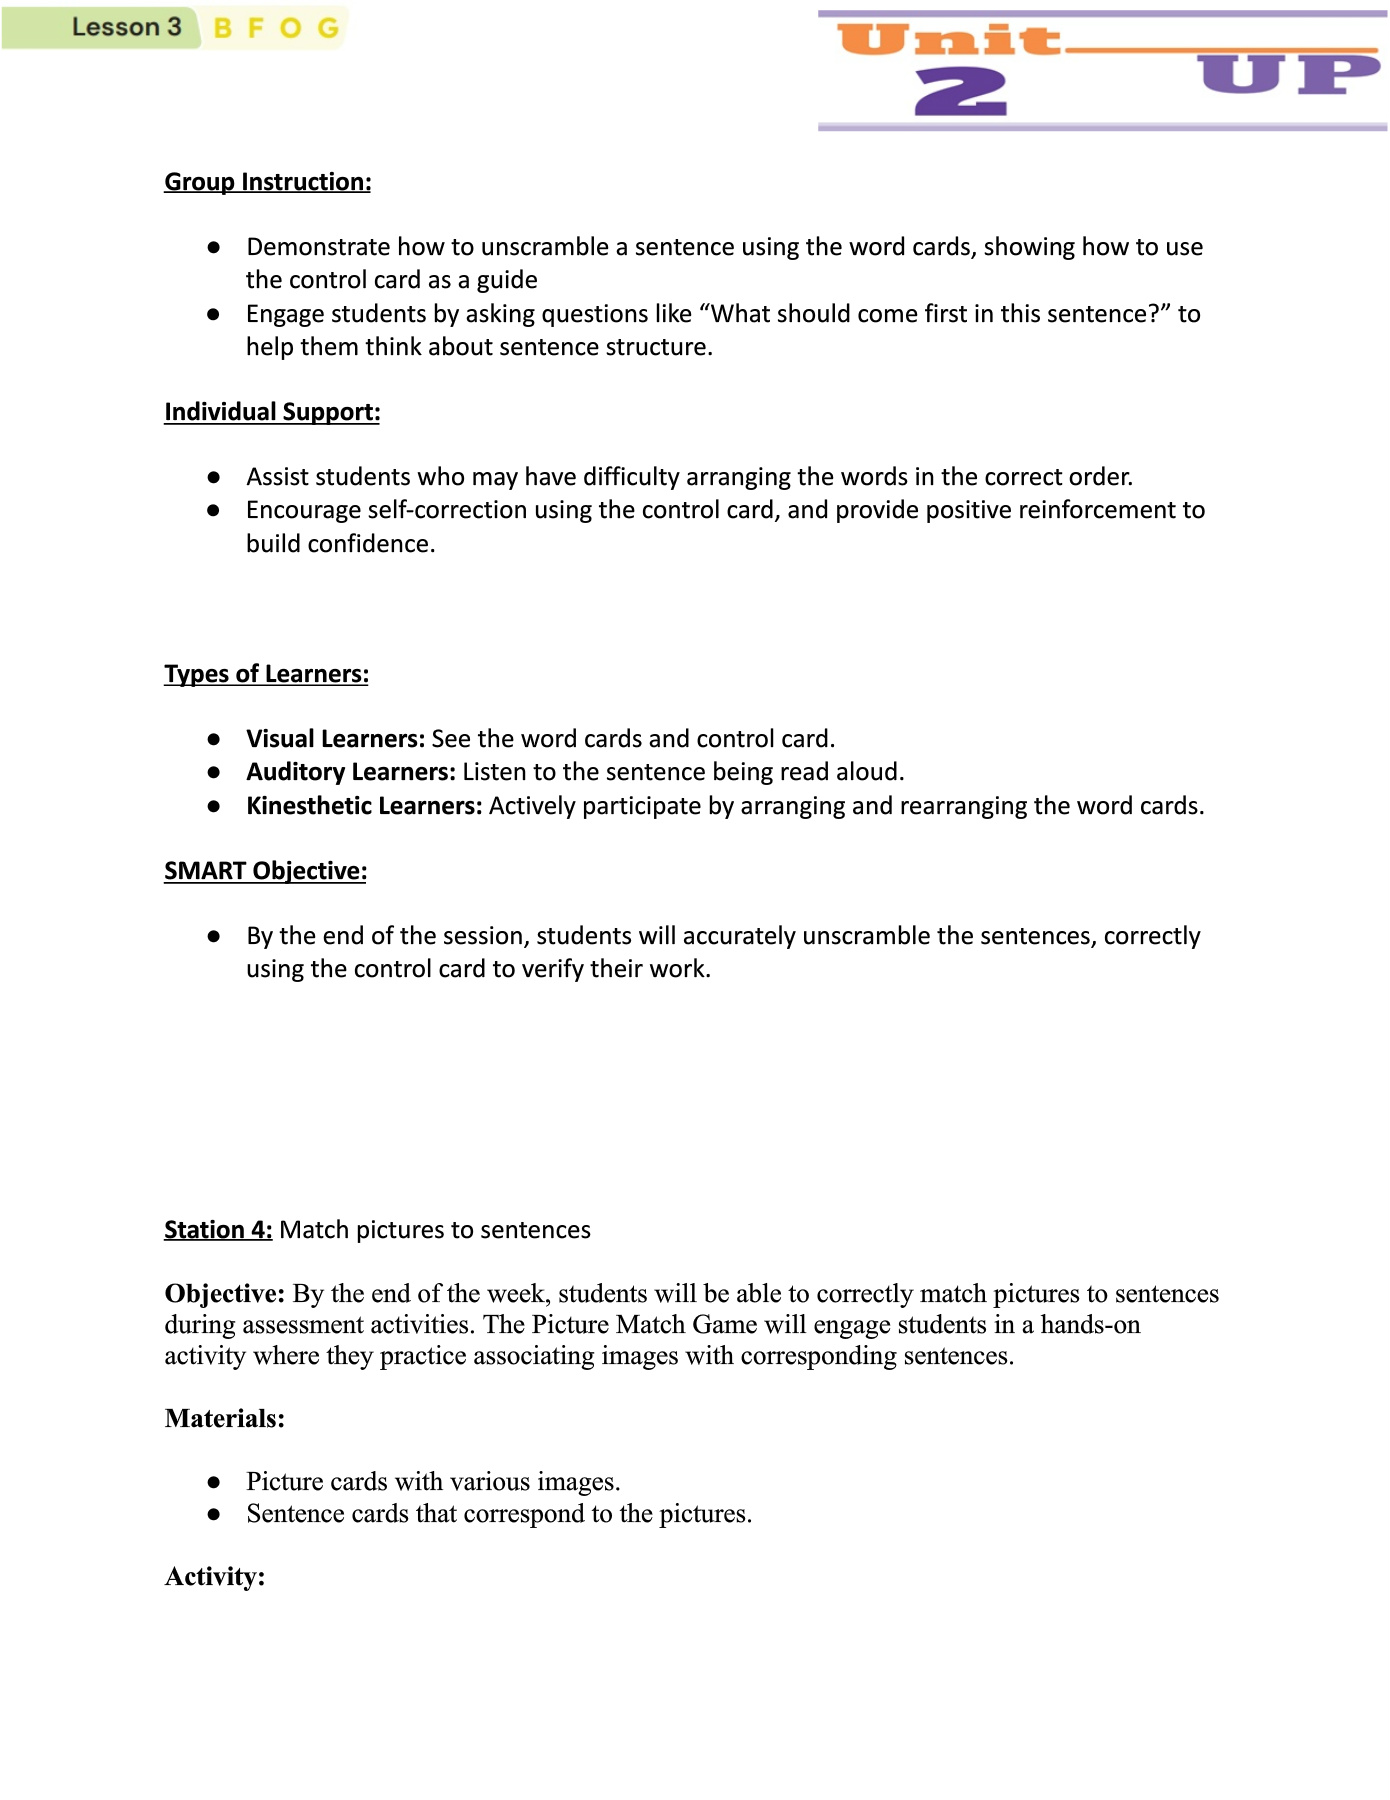 Lesson 3 B F O G
Unit
2 UP
Group Instruction:
● Demonstrate how to unscramble a sentence using the word cards, showing how to use
the control card as a guide
● Engage students by asking questions like “What should come first in this sentence?” to
help them think about sentence structure.
Individual Support:
● Assist students who may have difficulty arranging the words in the correct order.
● Encourage self-correction using the control card, and provide positive reinforcement to
build confidence.
Types of Learners:
● Visual Learners: See the word cards and control card.
● Auditory Learners: Listen to the sentence being read aloud.
● Kinesthetic Learners: Actively participate by arranging and rearranging the word cards.
SMART Objective:
● By the end of the session, students will accurately unscramble the sentences, correctly
using the control card to verify their work.
Station 4: Match pictures to sentences
Objective: By the end of the week, students will be able to correctly match pictures to sentences
during assessment activities. The Picture Match Game will engage students in a hands-on
activity where they practice associating images with corresponding sentences.
Materials:
● Picture cards with various images.
● Sentence cards that correspond to the pictures.
Activity: